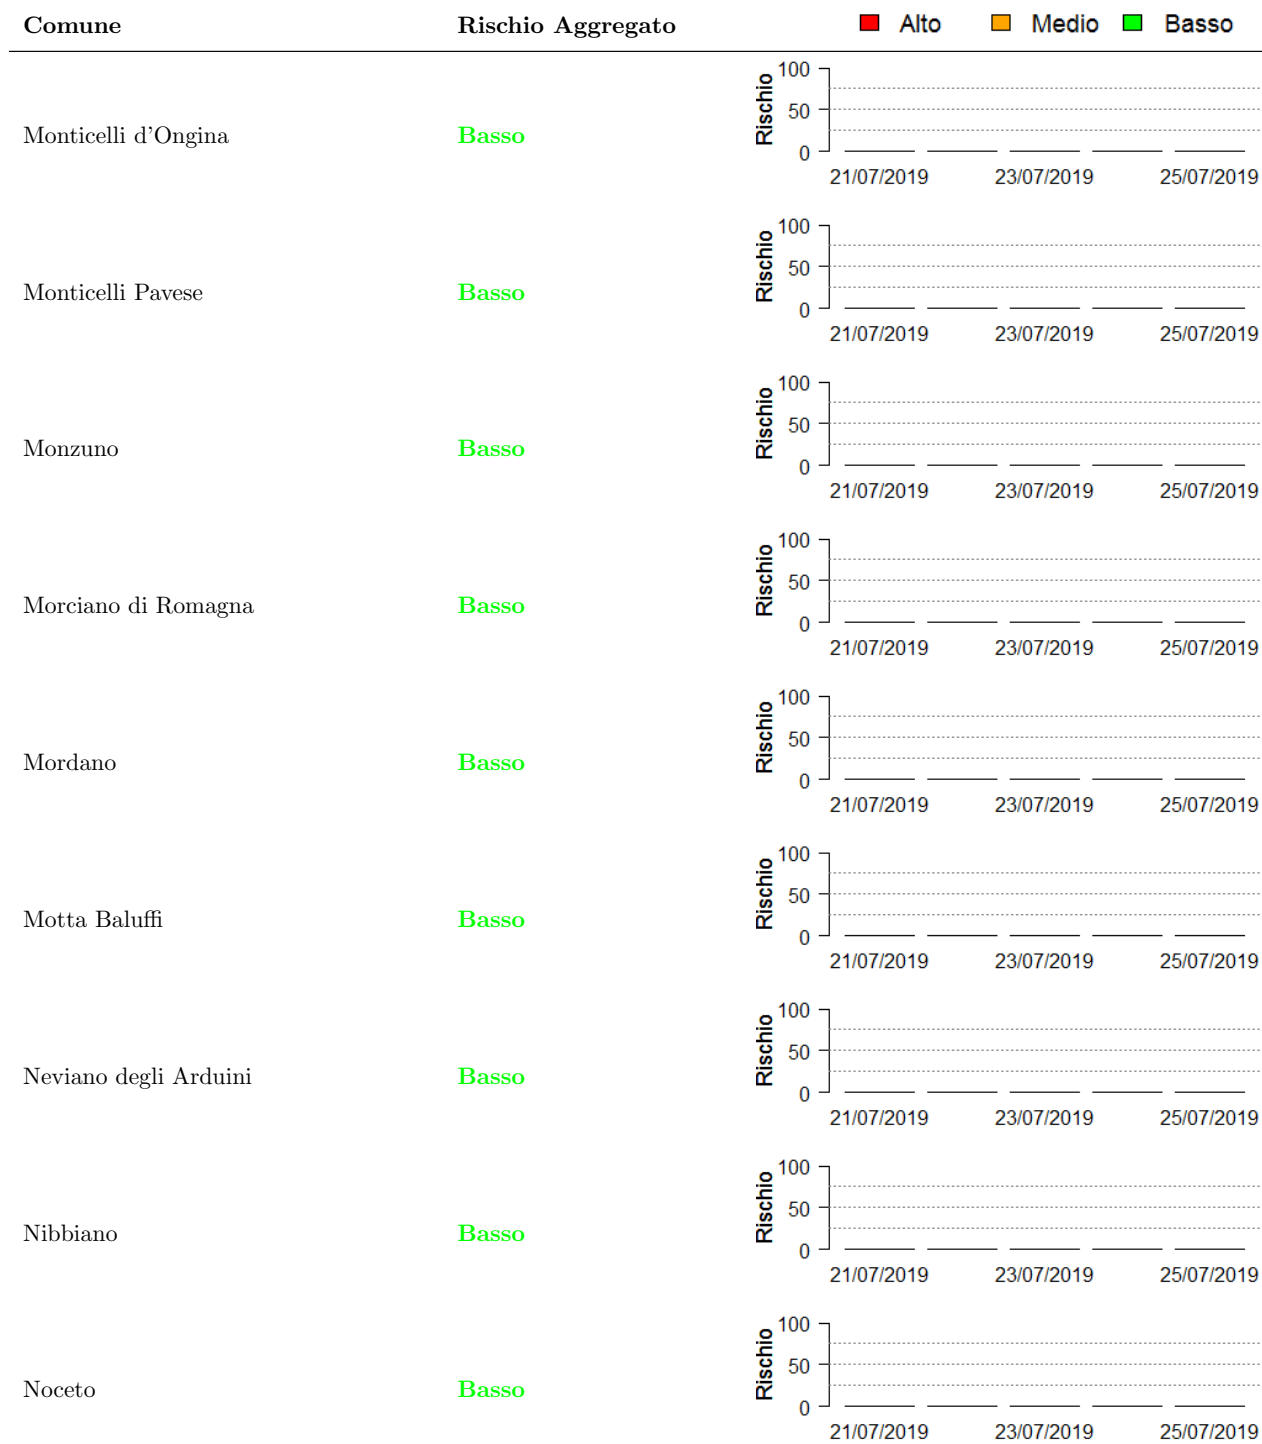 Comune Rischio Aggregato Alto Medio Basso
100
Rischio
50
Monticelli d'Ongina Basso
0
21/07/2019 23/07/2019 25/07/2019
100
Rischio
50
Monticelli Pavese Basso
0
21/07/2019 23/07/2019 25/07/2019
100
Rischio
50
Monzuno Basso
0
21/07/2019 23/07/2019 25/07/2019
100
Rischio
50
Morciano di Romagna Basso
0
21/07/2019 23/07/2019 25/07/2019
100
Rischio
50
Mordano Basso
0
21/07/2019 23/07/2019 25/07/2019
100
Rischio
50
Motta Baluffi Basso
0
21/07/2019 23/07/2019 25/07/2019
100
Rischio
50
Neviano degli Arduini Basso
0
21/07/2019 23/07/2019 25/07/2019
100
Rischio
50
Nibbiano Basso
0
21/07/2019 23/07/2019 25/07/2019
100
Rischio
50
Noceto Basso
0
21/07/2019 23/07/2019 25/07/2019